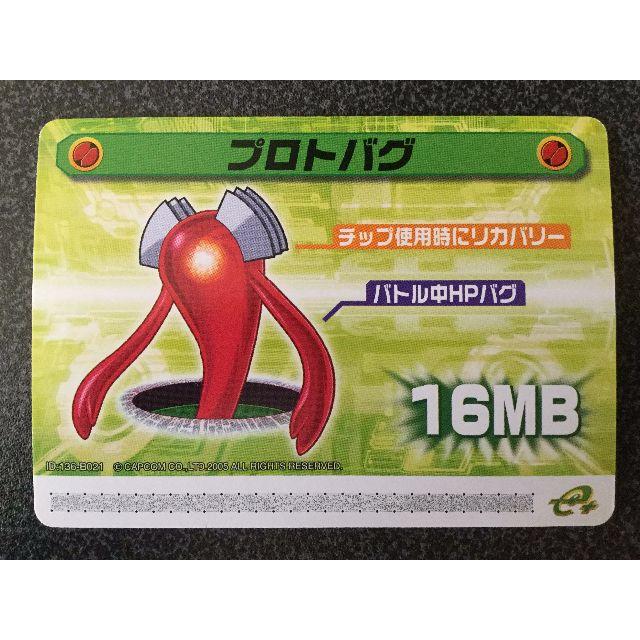 プロトバグ
チップ使用時にリカバリー
バトル中HPバグ
16MB
ID-136-B021 © CAPCOM CO.,LTD.2005 ALL RIGHTS RESERVED.
e+